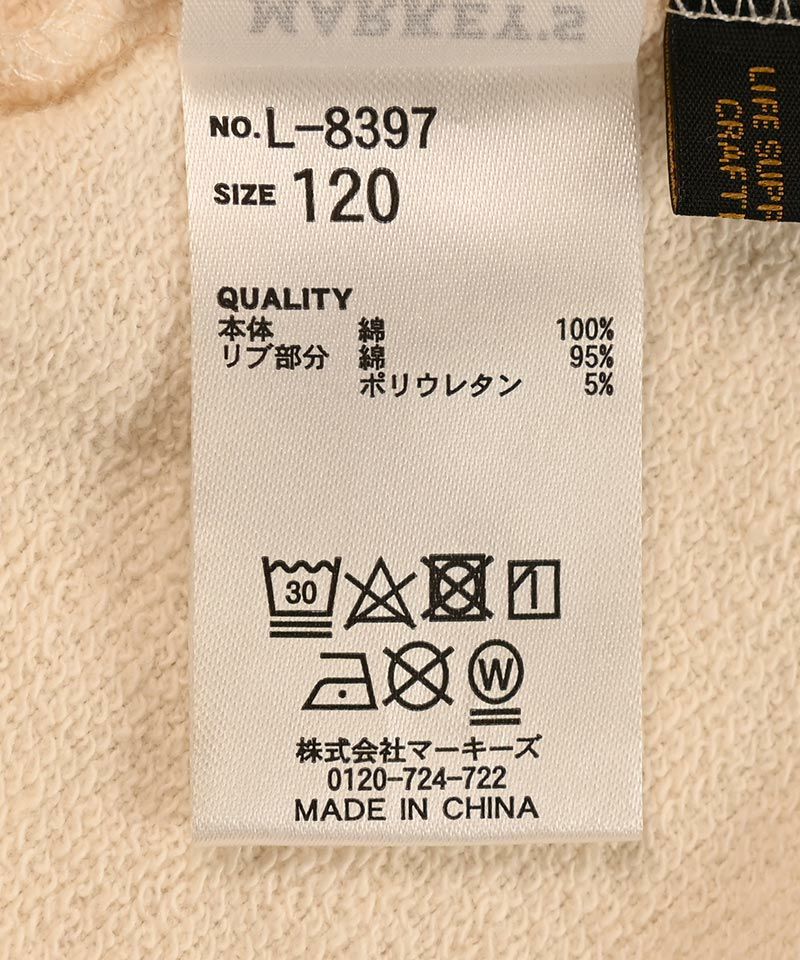 MARKEY'S
NO. L-8397
SIZE 120
QUALITY
本体 綿 100%
リブ部分 綿 95%
ポリウレタン 5%
30
W
株式会社マーキーズ
0120-724-722
MADE IN CHINA
LIFE